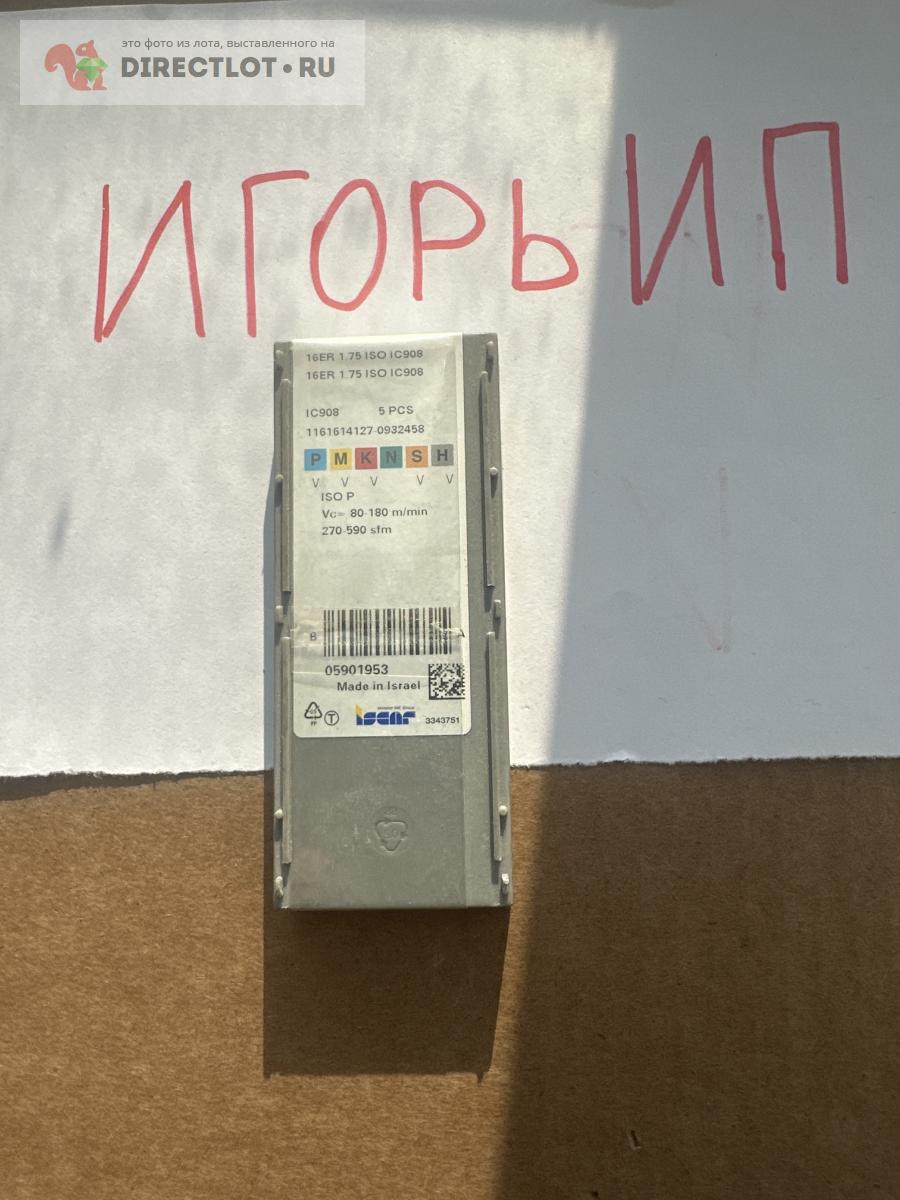 это фото из лота, выставленного на
DIRECTLOT•RU
ИГОРЬ ИП
16ER 1.75 ISO IC908
16ER 1.75 ISO IC908
IC908 5 PCS
1161614127-0932458
P M K N S H
V V V V V
ISO P
Vc= 80-180 m/min
270-590 sfm
B A
05901953
Made in Israel
iscar 3343751